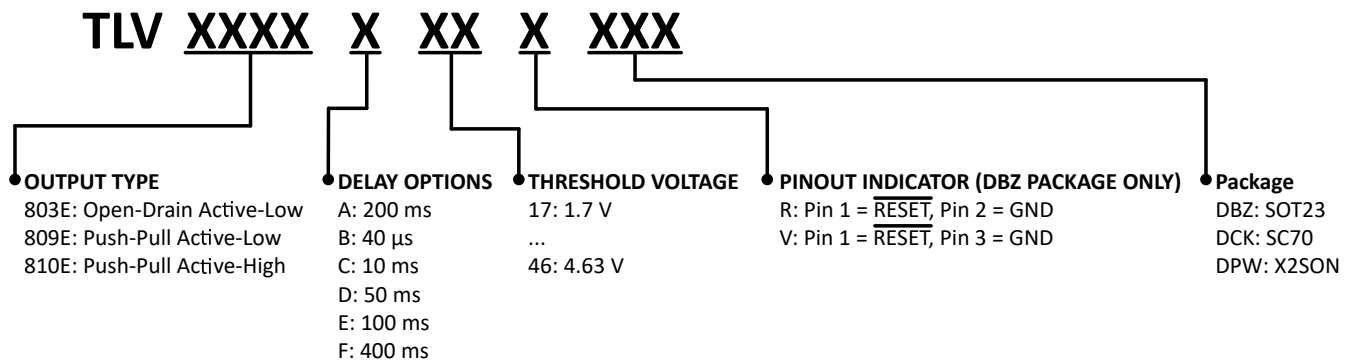 TLV XXXX X XX X XXX
OUTPUT TYPE
803E: Open-Drain Active-Low
809E: Push-Pull Active-Low
810E: Push-Pull Active-High
DELAY OPTIONS
A: 200 ms
B: 40 µs
C: 10 ms
D: 50 ms
E: 100 ms
F: 400 ms
THRESHOLD VOLTAGE
17: 1.7 V
...
46: 4.63 V
PINOUT INDICATOR (DBZ PACKAGE ONLY)
R: Pin 1 = RESET, Pin 2 = GND
V: Pin 1 = RESET, Pin 3 = GND
Package
DBZ: SOT23
DCK: SC70
DPW: X2SON